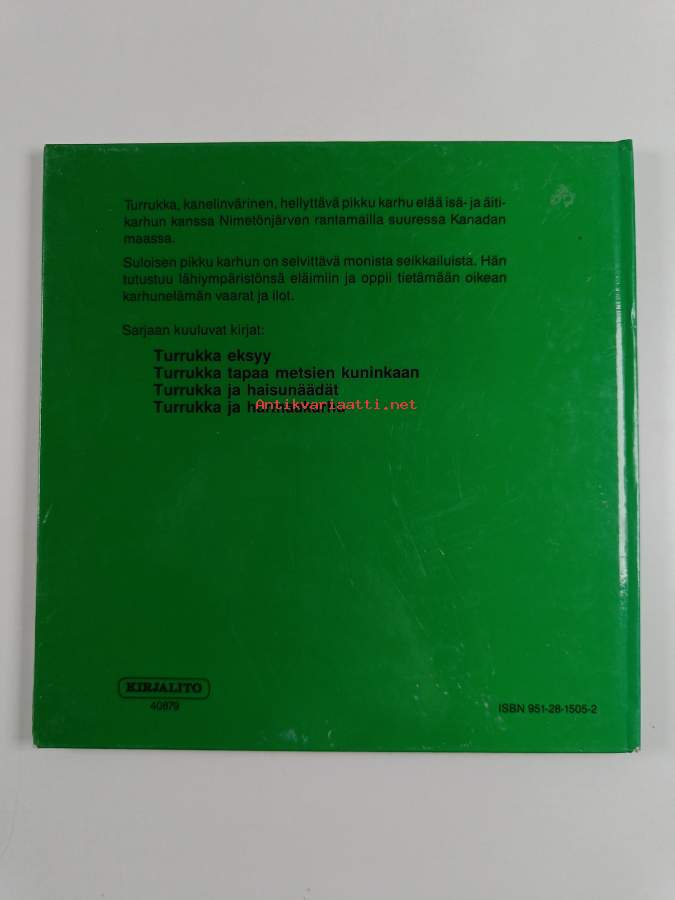 Turrukka, kanelinvärinen, hellyttävä pikku karhu elää isä- ja äiti-
karhun kanssa Nimetönjärven rantamailla suuressa Kanadan
maassa.
Suloisen pikku karhun on selvittävä monista seikkailuista. Hän
tutustuu lähiympäristönsä eläimiin ja oppii tietämään oikean
karhunelämän vaarat ja ilot.
Sarjaan kuuluvat kirjat:
Turrukka eksyy
Turrukka tapaa metsien kuninkaan
Turrukka ja haisunäädät
Turrukka ja
Antikvariaatti.net
KIRJALITO
40879
ISBN 951-28-1505-2